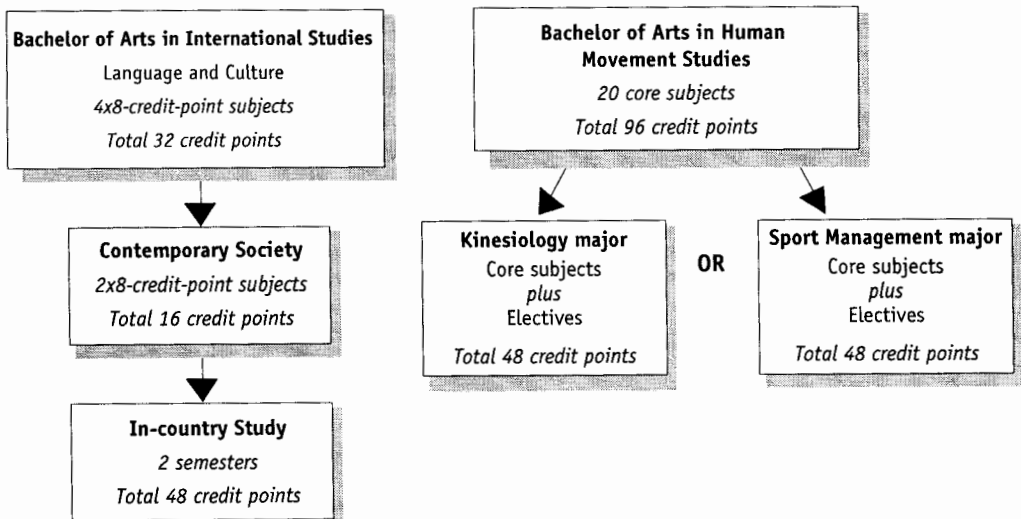 Bachelor of Arts in International Studies
Language and Culture
4x8-credit-point subjects
Total 32 credit points
Contemporary Society
2x8-credit-point subjects
Total 16 credit points
In-country Study
2 semesters
Total 48 credit points
Bachelor of Arts in Human
Movement Studies
20 core subjects
Total 96 credit points
Kinesiology major
Core subjects
plus
Electives
Total 48 credit points
OR
Sport Management major
Core subjects
plus
Electives
Total 48 credit points